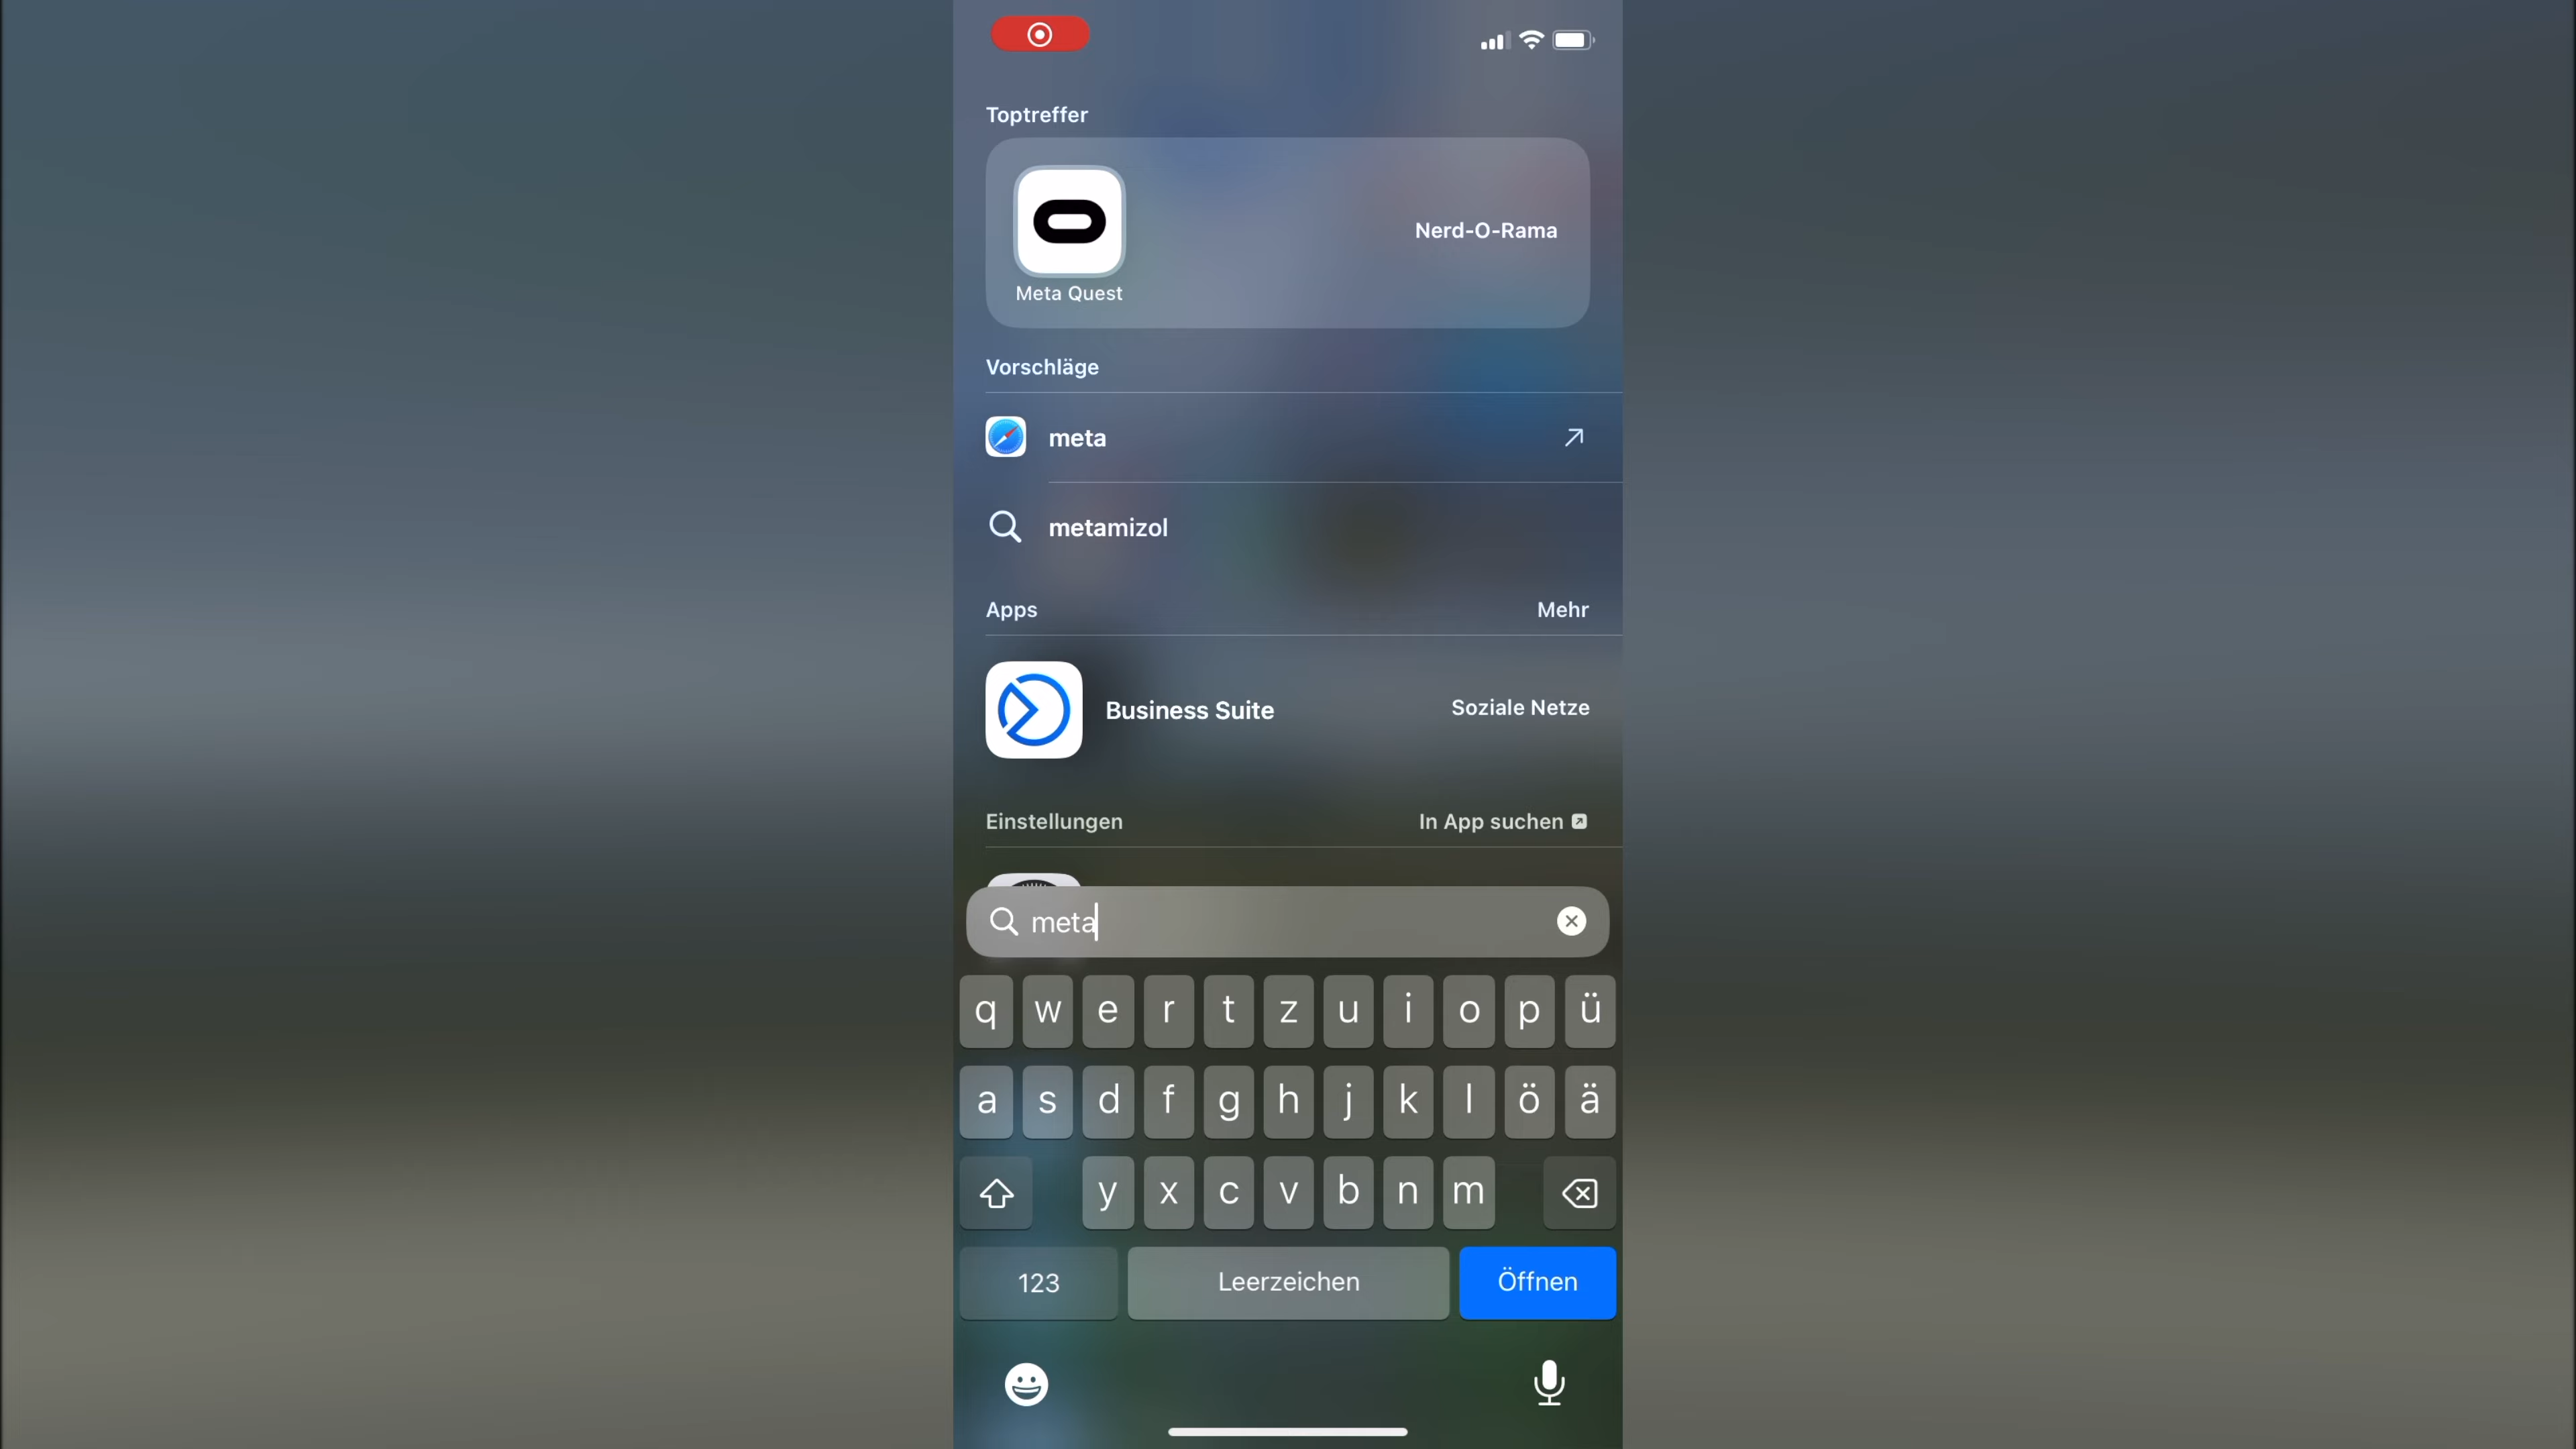 Toptreffer
Nerd-O-Rama
Meta Quest
Vorschläge
meta
metamizol
Apps Mehr
Business Suite Soziale Netze
Einstellungen In App suchen
meta
q w e r t z u i o p ü
a s d f g h j k l ö ä
y x c v b n m
123 Leerzeichen Öffnen